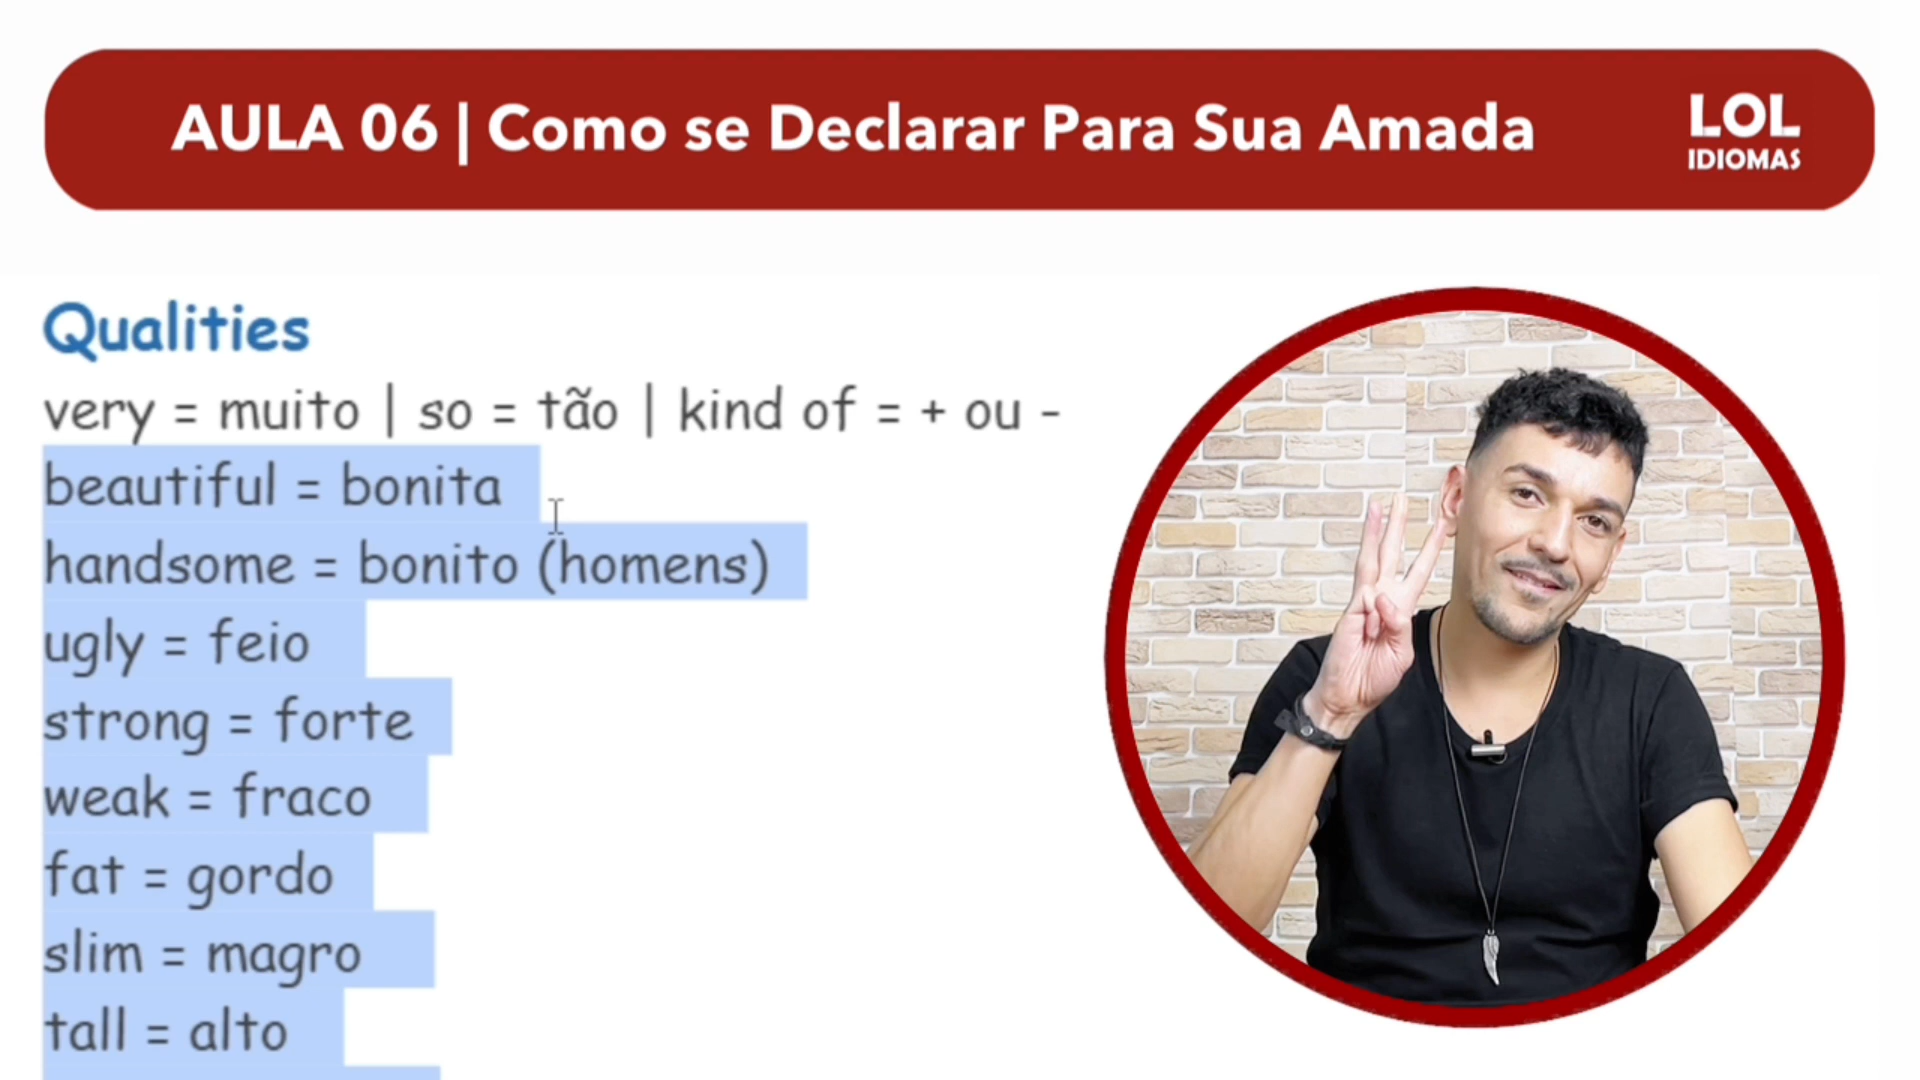 AULA 06 | Como se Declarar Para Sua Amada
LOL
IDIOMAS
Qualities
very = muito | so = tão | kind of = + ou -
beautiful = bonita
handsome = bonito (homens)
ugly = feio
strong = forte
weak = fraco
fat = gordo
slim = magro
tall = alto